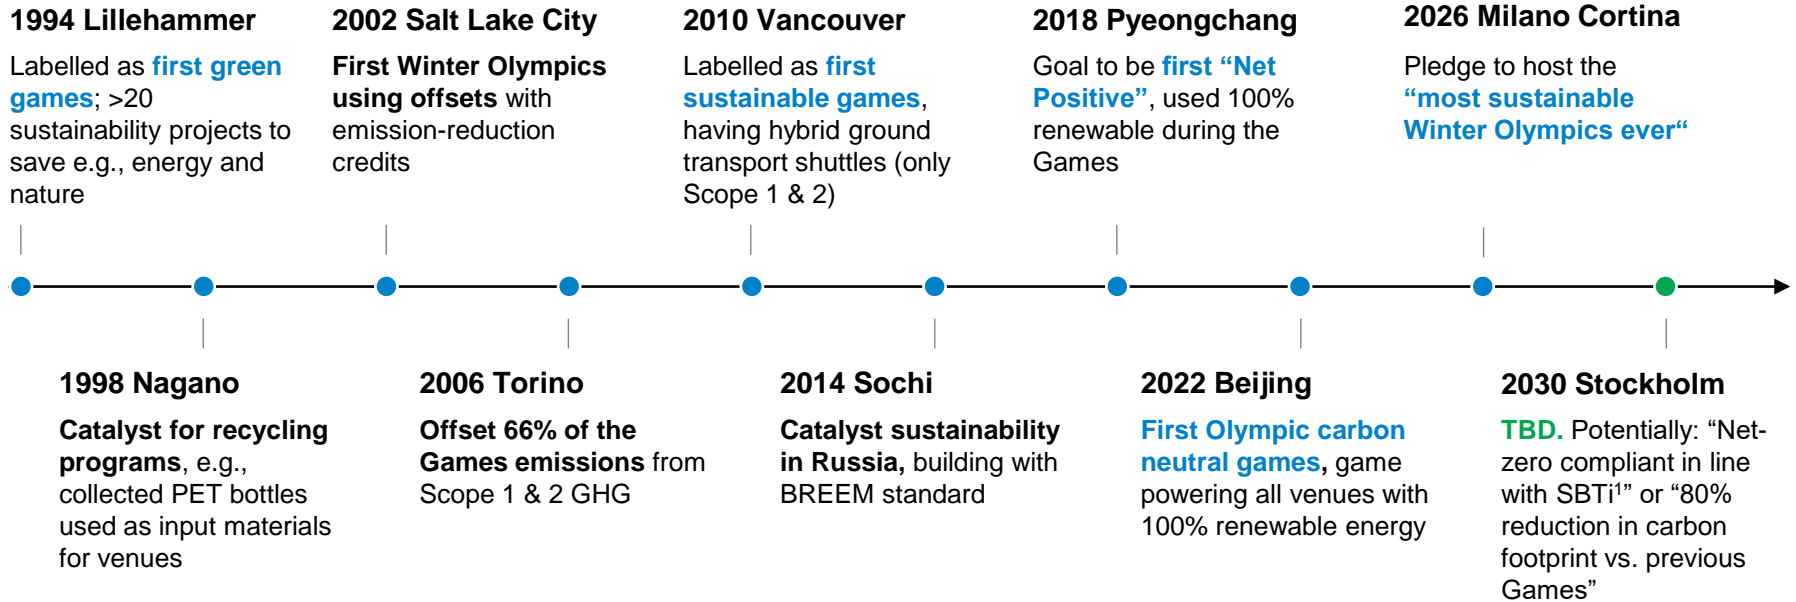 1994 Lillehammer
Labelled as first green
games; >20
sustainability projects to
save e.g., energy and
nature
2002 Salt Lake City
First Winter Olympics
using offsets with
emission-reduction
credits
2010 Vancouver
Labelled as first
sustainable games,
having hybrid ground
transport shuttles (only
Scope 1 & 2)
2018 Pyeongchang
Goal to be first “Net
Positive”, used 100%
renewable during the
Games
2026 Milano Cortina
Pledge to host the
“most sustainable
Winter Olympics ever“
1998 Nagano
Catalyst for recycling
programs, e.g.,
collected PET bottles
used as input materials
for venues
2006 Torino
Offset 66% of the
Games emissions from
Scope 1 & 2 GHG
2014 Sochi
Catalyst sustainability
in Russia, building with
BREEM standard
2022 Beijing
First Olympic carbon
neutral games, game
powering all venues with
100% renewable energy
2030 Stockholm
TBD. Potentially: “Net-
zero compliant in line
with SBTi¹” or “80%
reduction in carbon
footprint vs. previous
Games”